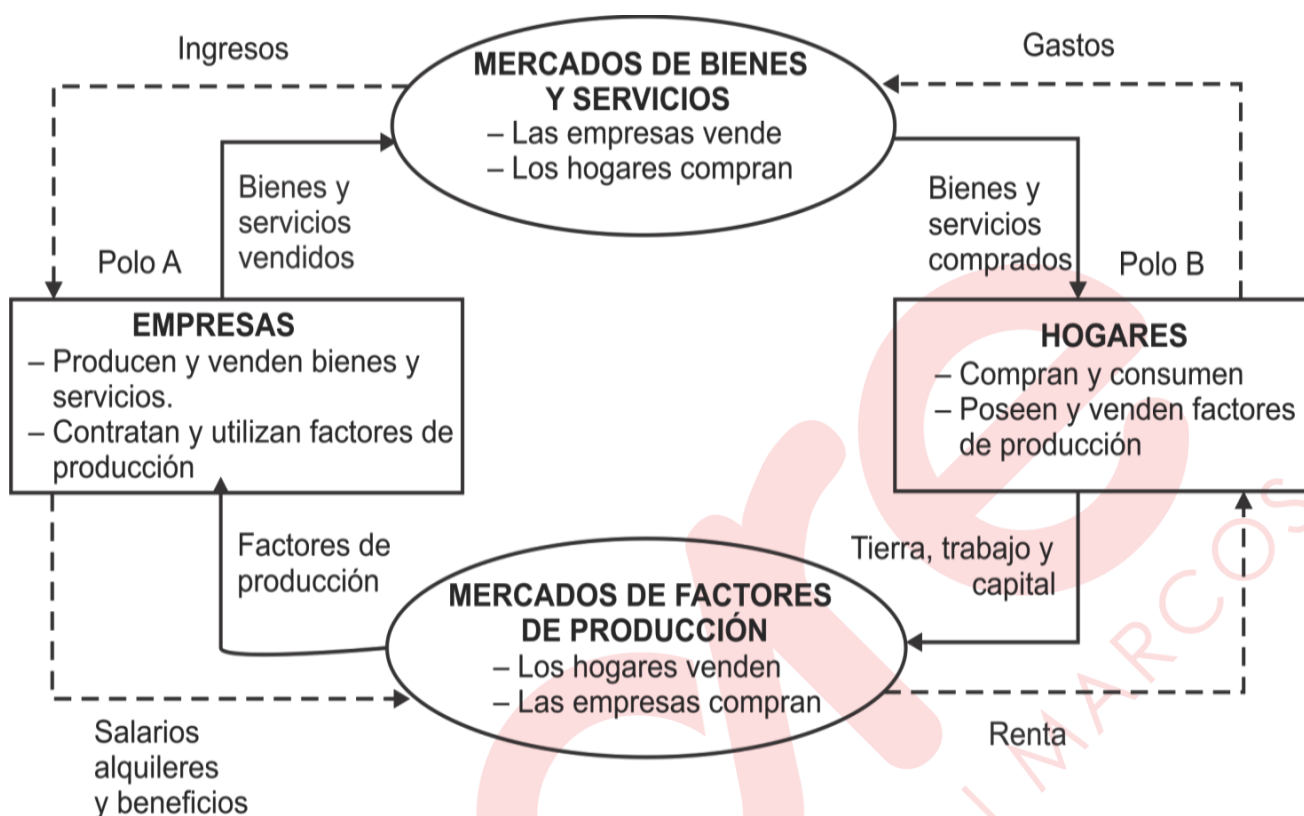 Ingresos
Gastos
MERCADOS DE BIENES
Y SERVICIOS
– Las empresas vende
– Los hogares compran
Bienes y
servicios
vendidos
Bienes y
servicios
comprados
Polo A
Polo B
EMPRESAS
– Producen y venden bienes y
servicios.
– Contratan y utilizan factores de
producción
HOGARES
– Compran y consumen
– Poseen y venden factores
de producción
Factores de
producción
Tierra, trabajo y
capital
MERCADOS DE FACTORES
DE PRODUCCIÓN
– Los hogares venden
– Las empresas compran
Salarios
alquileres
y beneficios
Renta
MARCOS